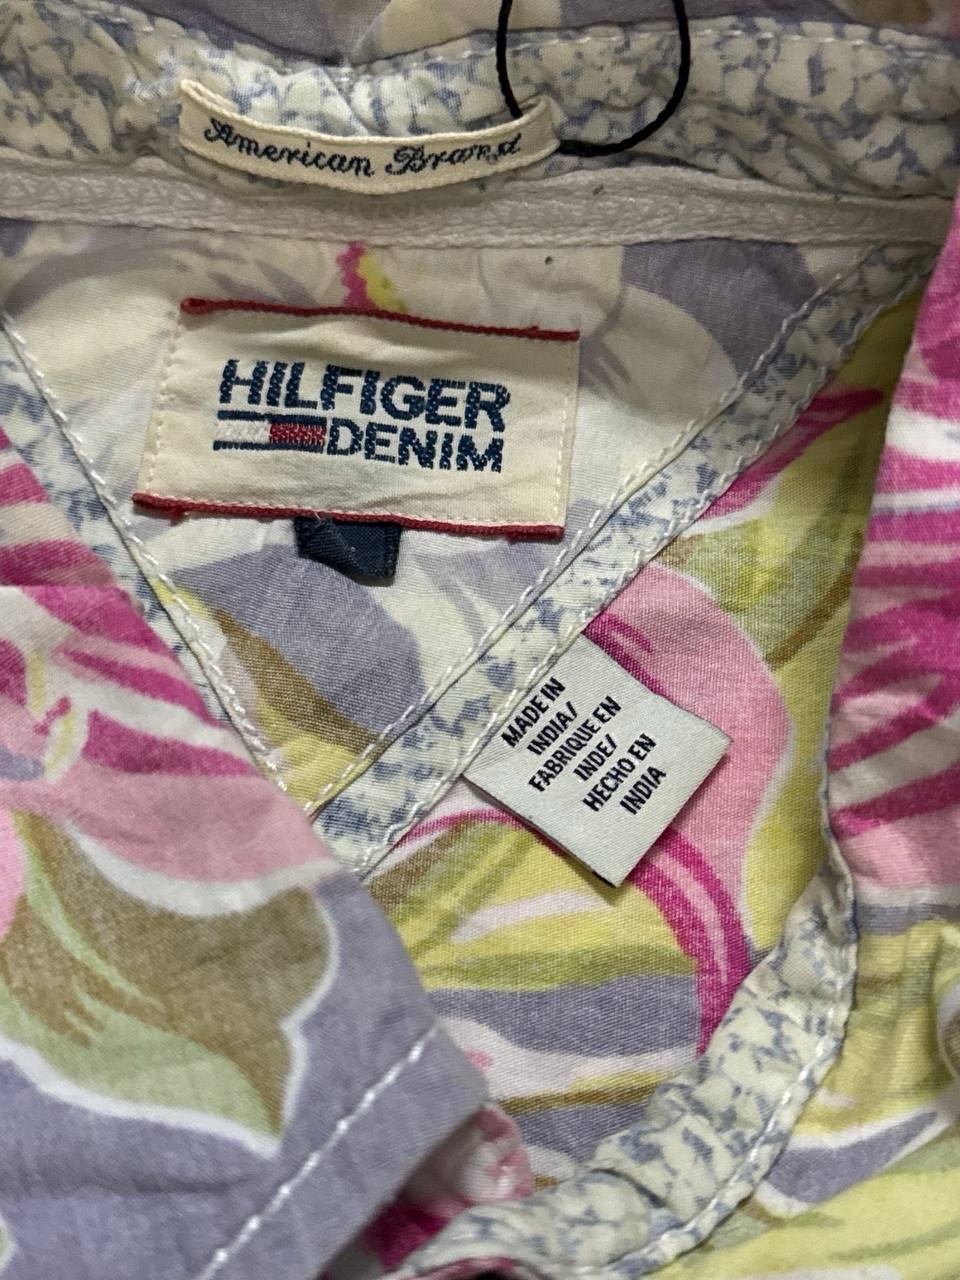 American Brand
HILFIGER
DENIM
MADE IN
INDIA/
FABRIQUE EN
INDE/
HECHO EN
INDIA